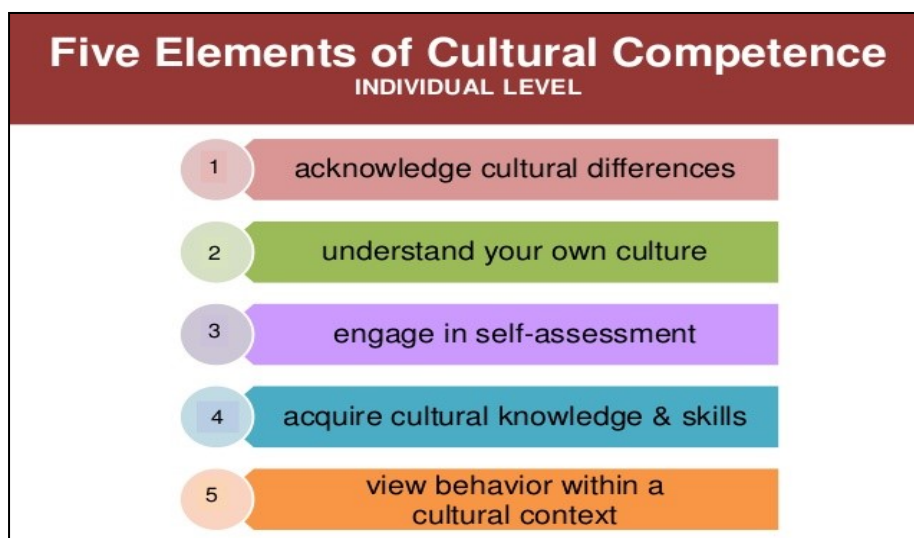 Five Elements of Cultural Competence
INDIVIDUAL LEVEL
1
acknowledge cultural differences
2
understand your own culture
3
engage in self-assessment
4
acquire cultural knowledge & skills
5
view behavior within a
cultural context